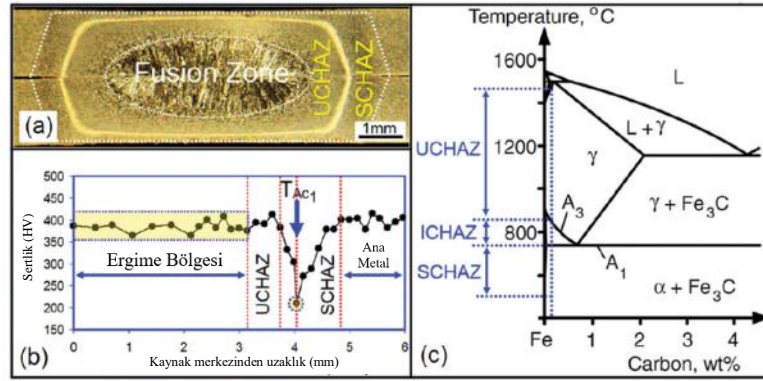 (a)
Fusion Zone
UCHAZ
SCHAZ
1mm
500
450
400
350
300
250
200
150
Sertlik (HV)
T_Ac1
Ergime Bölgesi
UCHAZ
SCHAZ
Ana
Metal
0
1
2
3
4
5
6
(b)
Kaynak merkezinden uzaklık (mm)
Temperature, °C
1600
1200
800
400
UCHAZ
ICHAZ
SCHAZ
L
L + γ
γ
γ + Fe₃C
A₃
A₁
α + Fe₃C
Fe
1
2
3
4
Carbon, wt%
(c)